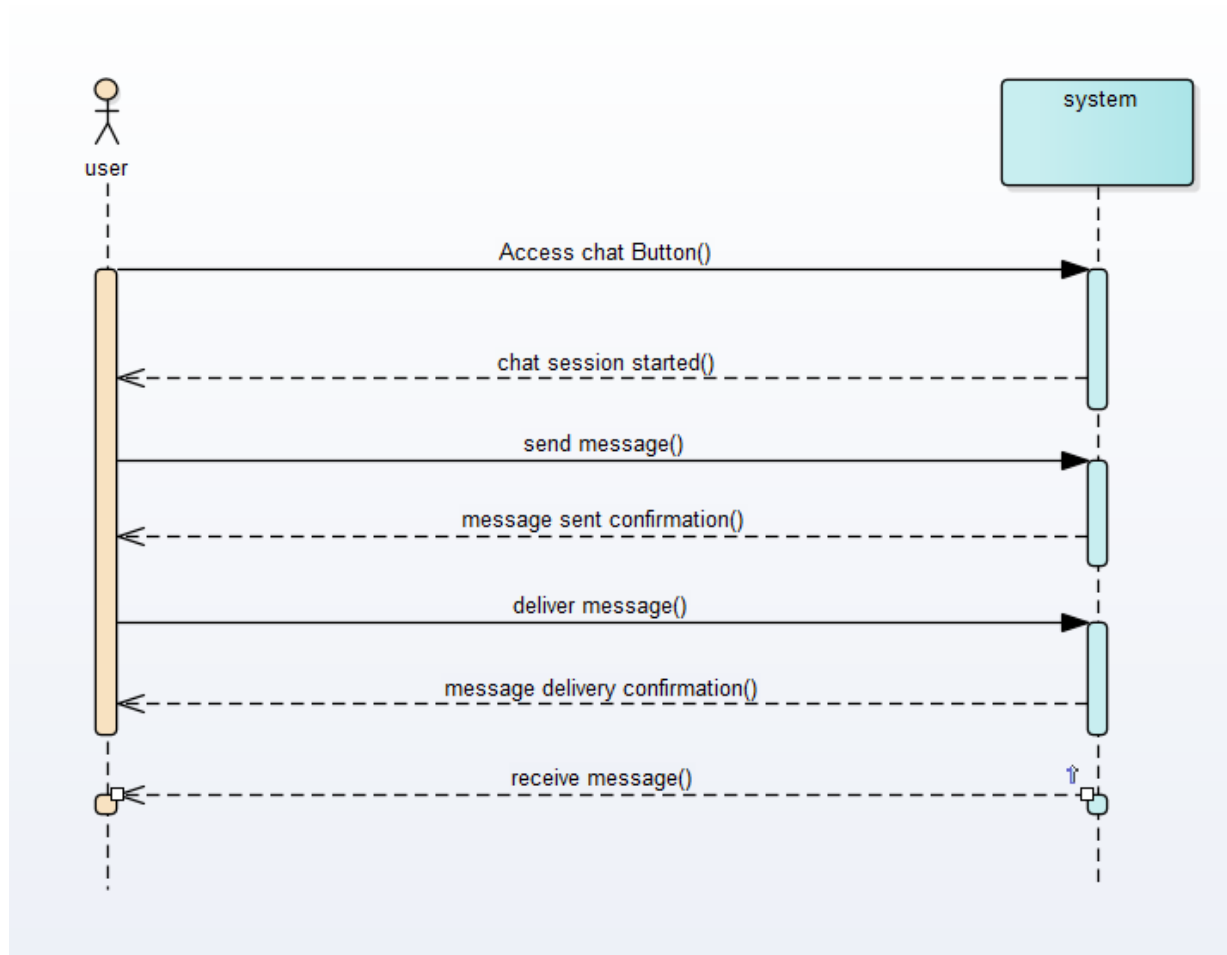 user
system
Access chat Button()
chat session started()
send message()
message sent confirmation()
deliver message()
message delivery confirmation()
receive message()